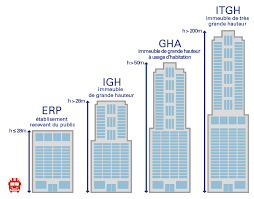 ERP
établissement
recevant du public
h≤28m
IGH
immeuble
de grande hauteur
h>28m
GHA
immeuble de grande hauteur
à usage d'habitation
h>50m
ITGH
immeuble de très
grande hauteur
h>200m